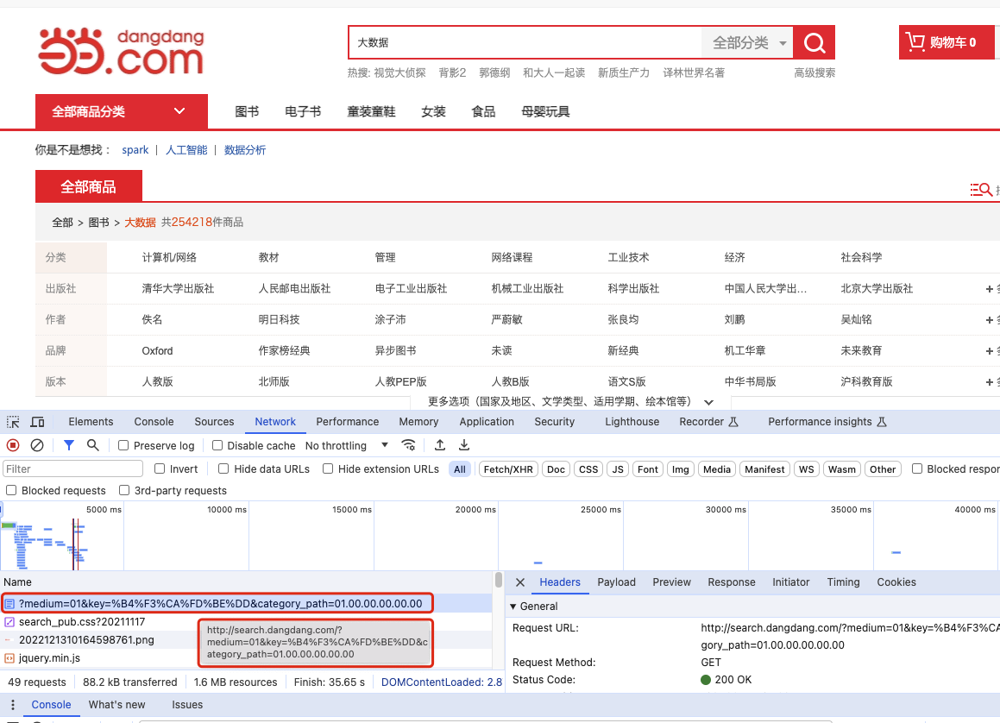 dangdang
.com
大数据
全部分类
购物车 0
热搜: 视觉大侦探 背影2 郭德纲 和大人一起读 新质生产力 译林世界名著
高级搜索
全部商品分类
图书 电子书 童装童鞋 女装 食品 母婴玩具
你是不是想找： spark | 人工智能 | 数据分析
全部商品
全部 > 图书 > 大数据 共254218件商品
分类 计算机/网络 教材 管理 网络课程 工业技术 经济 社会科学
出版社 清华大学出版社 人民邮电出版社 电子工业出版社 机械工业出版社 科学出版社 中国人民大学出… 北京大学出版社 +
作者 佚名 明日科技 涂子沛 严蔚敏 张良均 刘鹏 吴灿铭 +
品牌 Oxford 作家榜经典 异步图书 未读 新经典 机工华章 未来教育 +
版本 人教版 北师版 人教PEP版 人教B版 语文S版 中华书局版 沪科教育版 +
更多选项（国家及地区、文学类型、适用学期、绘本馆等）
Elements Console Sources Network Performance Memory Application Security Lighthouse Recorder Performance insights
Preserve log Disable cache No throttling
Filter Invert Hide data URLs Hide extension URLs All Fetch/XHR Doc CSS JS Font Img Media Manifest WS Wasm Other Blocked respor
Blocked requests 3rd-party requests
5000 ms 10000 ms 15000 ms 20000 ms 25000 ms 30000 ms 35000 ms 40000 ms
Name
?medium=01&key=%B4%F3%CA%FD%BE%DD&category_path=01.00.00.00.00.00
search_pub.css?20211117
2022121310164598761.png
jquery.min.js
http://search.dangdang.com/?
medium=01&key=%B4%F3%CA%FD%BE%DD&c
ategory_path=01.00.00.00.00.00
49 requests 88.2 kB transferred 1.6 MB resources Finish: 35.65 s DOMContentLoaded: 2.8
Headers Payload Preview Response Initiator Timing Cookies
General
Request URL: http://search.dangdang.com/?medium=01&key=%B4%F3%CA
gory_path=01.00.00.00.00.00
Request Method: GET
Status Code: 200 OK
Console What's new Issues